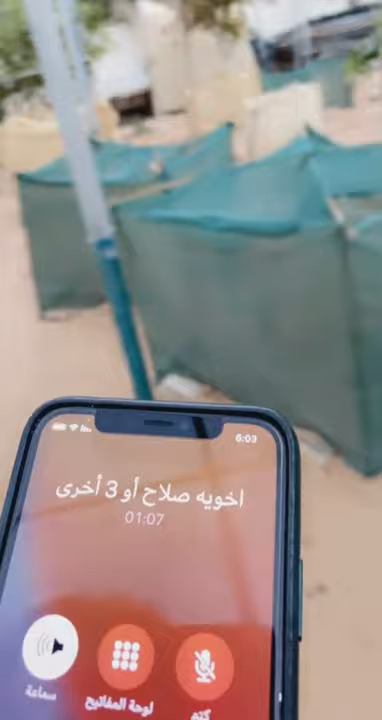 6:03
اخويه صلاح أو 3 أخرى
01:07
سماعة
لوحة المفاتيح
كتم